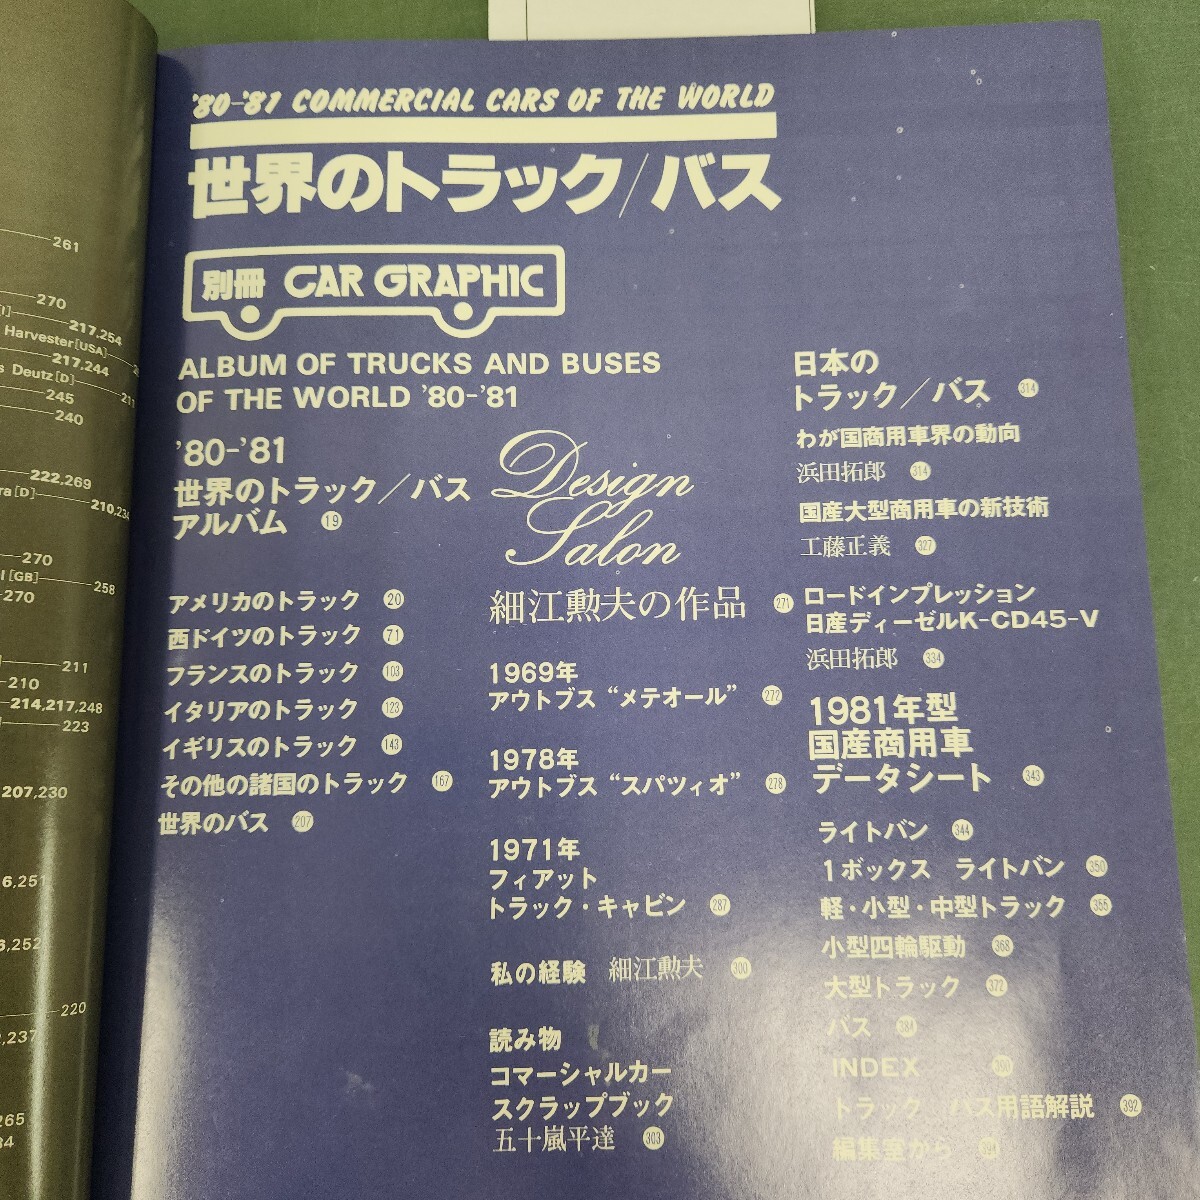 261
270
217,254
Harvester[USA]
217,244
Deutz[D]
211
245
240
222,269
[D]
210,234
270
[GB]
258
270
211
210
214,217,248
223
207,230
6,251
6,252
220
,237
265
'80-'81 COMMERCIAL CARS OF THE WORLD
世界のトラック/バス
別冊 CAR GRAPHIC
ALBUM OF TRUCKS AND BUSES
OF THE WORLD '80-'81
'80-'81
世界のトラック/バス
アルバム 19
アメリカのトラック 20
西ドイツのトラック 71
フランスのトラック 103
イタリアのトラック 123
イギリスのトラック 143
その他の諸国のトラック 167
世界のバス 207
Design
Salon
細江勲夫の作品 271
1969年
アウトブス“メテオール” 272
1978年
アウトブス“スパツィオ” 278
1971年
フィアット
トラック・キャビン 287
私の経験 細江勲夫 300
読み物
コマーシャルカー
スクラップブック
五十嵐平達 303
日本の
トラック/バス 314
わが国商用車界の動向
浜田拓郎 314
国産大型商用車の新技術
工藤正義 327
ロードインプレッション
日産ディーゼルK-CD45-V
浜田拓郎 334
1981年型
国産商用車
データシート 343
ライトバン 344
1ボックス ライトバン 350
軽・小型・中型トラック 355
小型四輪駆動 368
大型トラック 372
バス 384
INDEX 390
トラック バス用語解説 392
編集室から